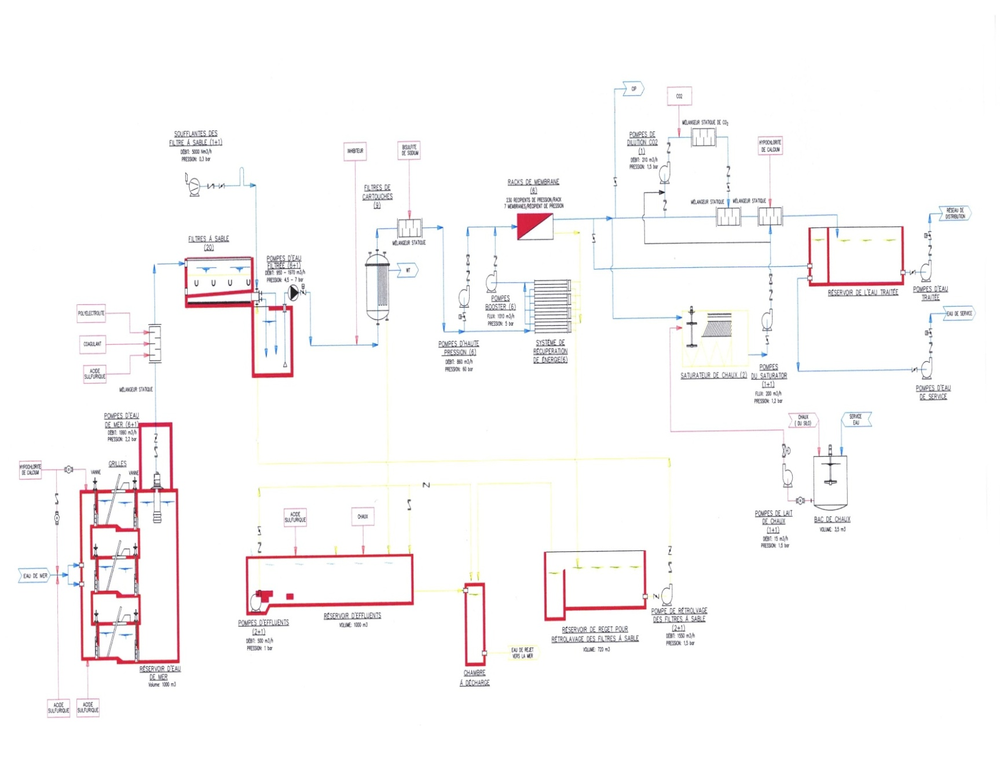 SOUFFLANTES DES
FILTRE Á SABLE (1+1)
DÉBIT: 5000 Nm3/h
PRESSION: 0,3 bar
INHIBITEUR
BISULFITE
DE SODIUM
FILTRES DE
CARTOUCHES
(9)
MÉLANGEUR STATIQUE
RACKS DE MEMBRANE
(6)
230 RECIPIENTS DE PRESSION/RACK
7 MEMBRANES/RÉCIPIENT DE PRESSION
CIP
CO2
MÉLANGEUR STATIQUE DE CO2
POMPES DE
DILUTION CO2
(1)
DÉBIT: 210 m3/h
PRESSION: 1,5 bar
HYPOCHLORITE
DE CALCIUM
MÉLANGEUR STATIQUE
MÉLANGEUR STATIQUE
RÉSEAU DE
DISTRIBUTION
FILTRES Á SABLE
(20)
POMPES D'EAU
FILTRÉE (6+1)
DÉBIT: 950 - 1970 m3/h
PRESSION: 4,5 - 7 bar
WT
POMPES
BOOSTER (6)
FLUX: 1010 m3/h
PRESSION: 5 bar
RÉSERVOIR DE L'EAU TRAITÉE
POMPES D'EAU
TRAITÉE
EAU DE SERVICE
POLYELECTROLITE
COAGULANT
ACIDE
SULFURIQUE
MÉLANGEUR STATIQUE
POMPES D'HAUTE
PRESSION (6)
DÉBIT: 860 m3/h
PRESSION: 60 bar
SYSTÉME DE
RÉCUPERATION
DE ÉNERGIE(6)
SATURATEUR DE CHAUX (2)
POMPES
DU SATURATOR
(1+1)
FLUX: 200 m3/h
PRESSION: 1,2 bar
POMPES D'EAU
DE SERVICE
POMPES D'EAU
DE MER (6+1)
DÉBIT: 1990 m3/h
PRESSION: 2,2 bar
CHAUX
( DU SILO)
SERVICE
EAU
HYPOCHLORITE
DE CALCIUM
GRILLES
VANNE
VANNE
ACIDE
SULFURIQUE
CHAUX
POMPES DE LAIT
DE CHAUX
(1+1)
DÉBIT: 15 m3/h
PRESSION: 1,5 bar
BAC DE CHAUX
VOLUME: 3,5 m3
EAU DE MER
POMPES D'EFFLUENTS
(2+1)
DÉBIT: 500 m3/h
PRESSION: 1 bar
RÉSERVOIR D'EFFLUENTS
VOLUME: 1000 m3
RÉSERVOIR DE REGET POUR
RÉTROLAVAGE DES FILTRES Á SABLE
VOLUME: 720 m3
POMPE DE RÉTROLVAGE
DES FILTRES Á SABLE
(2+1)
DÉBIT: 1550 m3/h
PRESSION: 1,5 bar
EAU DE REJET
VERS LA MER
CHAMBRE
Á DÉCHARGE
RÉSERVOIR D'EAU
DE MER
Volume: 1000 m3
ACIDE
SULFURIQUE
ACIDE
SULFURIQUE